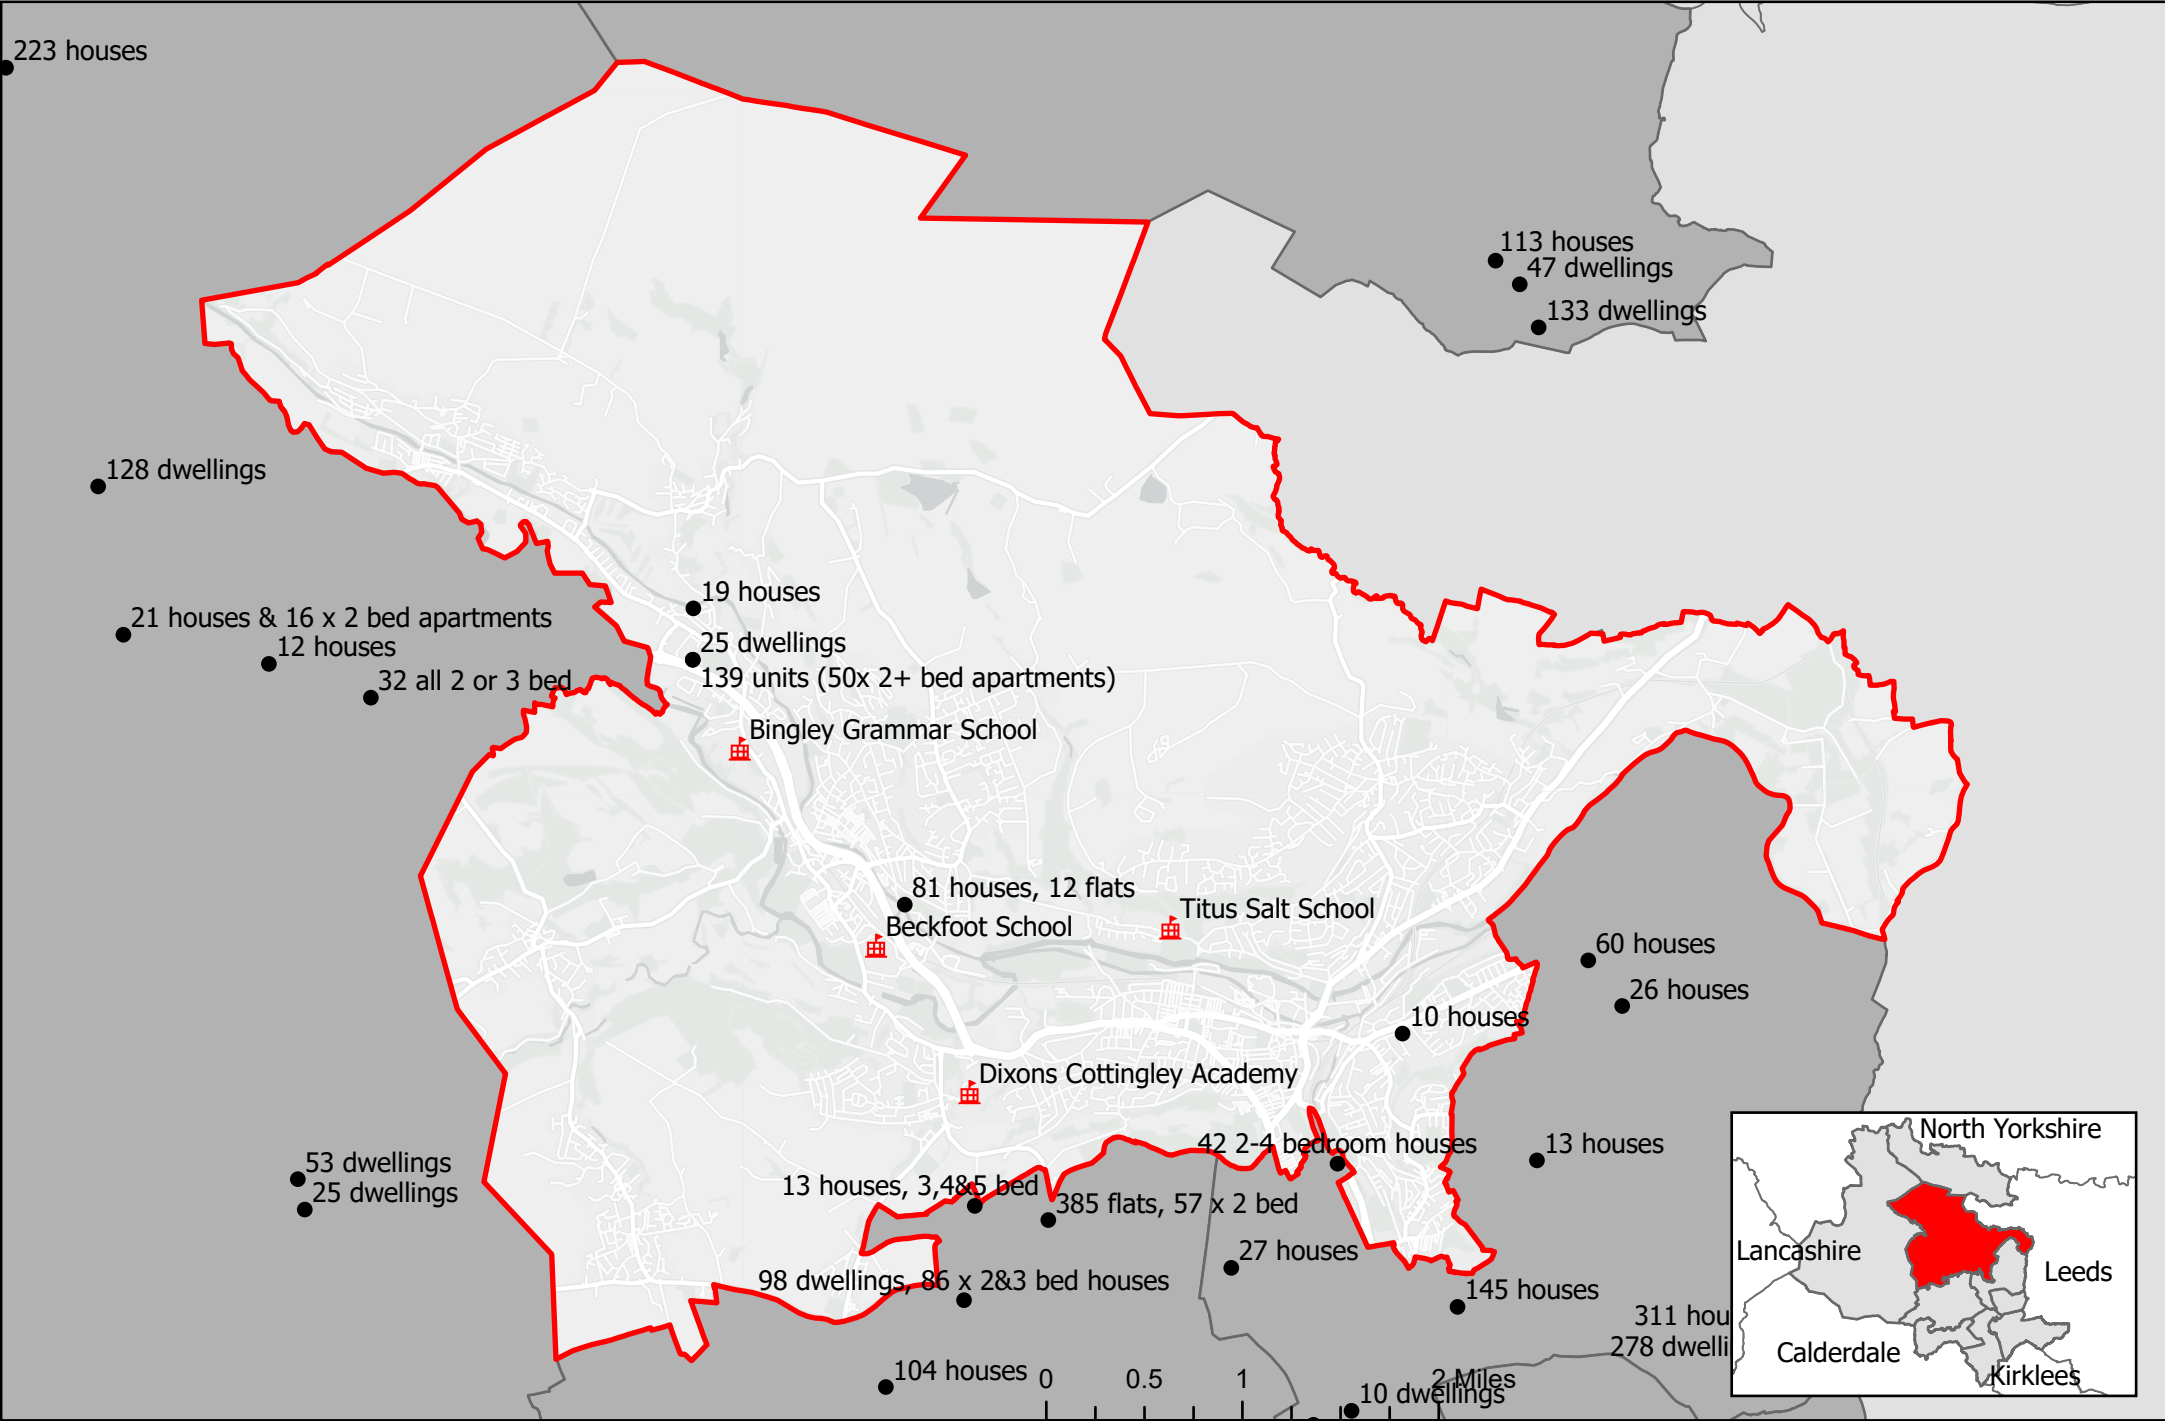 223 houses
113 houses
47 dwellings
133 dwellings
128 dwellings
19 houses
21 houses & 16 x 2 bed apartments
12 houses
25 dwellings
32 all 2 or 3 bed
139 units (50x 2+ bed apartments)
Bingley Grammar School
81 houses, 12 flats
Titus Salt School
Beckfoot School
60 houses
26 houses
10 houses
Dixons Cottingley Academy
North Yorkshire
42 2-4 bedroom houses
13 houses
53 dwellings
25 dwellings
13 houses, 3,4&5 bed
385 flats, 57 x 2 bed
27 houses
Lancashire
Leeds
98 dwellings, 86 x 2&3 bed houses
145 houses
311 hou
278 dwelli
Calderdale
Kirklees
104 houses
0 0.5 1 2 Miles
10 dwellings